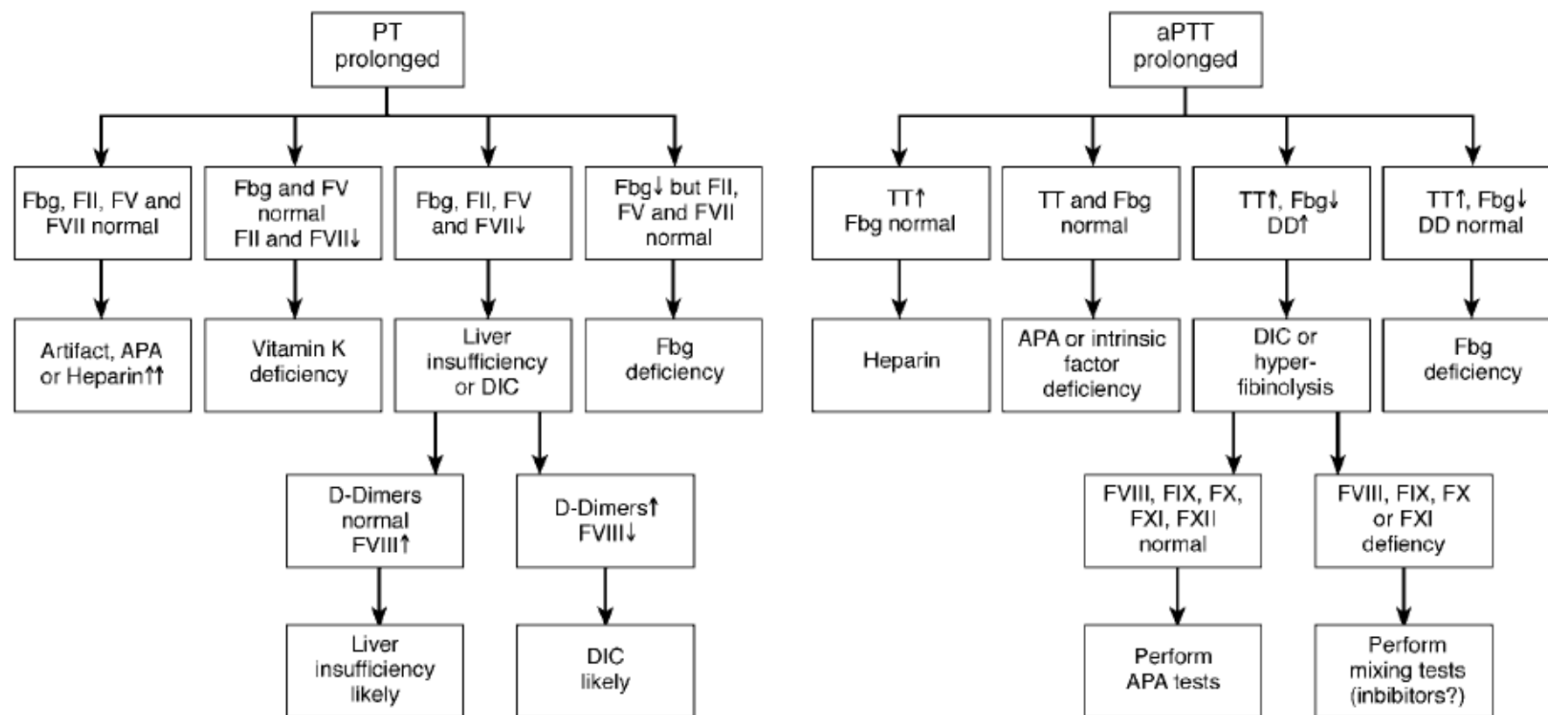 PT
prolonged
Fbg, FII, FV and
FVII normal
Fbg and FV
normal
FII and FVII↓
Fbg, FII, FV
and FVII↓
Fbg↓ but FII,
FV and FVII
normal
Artifact, APA
or Heparin↑↑
Vitamin K
deficiency
Liver
insufficiency
or DIC
Fbg
deficiency
D-Dimers
normal
FVIII↑
D-Dimers↑
FVIII↓
Liver
insufficiency
likely
DIC
likely
aPTT
prolonged
TT↑
Fbg normal
TT and Fbg
normal
TT↑, Fbg↓
DD↑
TT↑, Fbg↓
DD normal
Heparin
APA or intrinsic
factor
deficiency
DIC or
hyper-
fibinolysis
Fbg
deficiency
FVIII, FIX, FX,
FXI, FXII
normal
FVIII, FIX, FX
or FXI
defiency
Perform
APA tests
Perform
mixing tests
(inbibitors?)